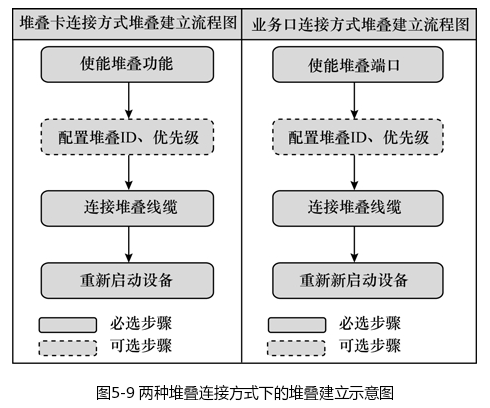 堆叠卡连接方式堆叠建立流程图
使能堆叠功能
配置堆叠ID、优先级
连接堆叠线缆
重新启动设备
必选步骤
可选步骤
业务口连接方式堆叠建立流程图
使能堆叠端口
配置堆叠ID、优先级
连接堆叠线缆
重新新启动设备
必选步骤
可选步骤
图5-9 两种堆叠连接方式下的堆叠建立示意图